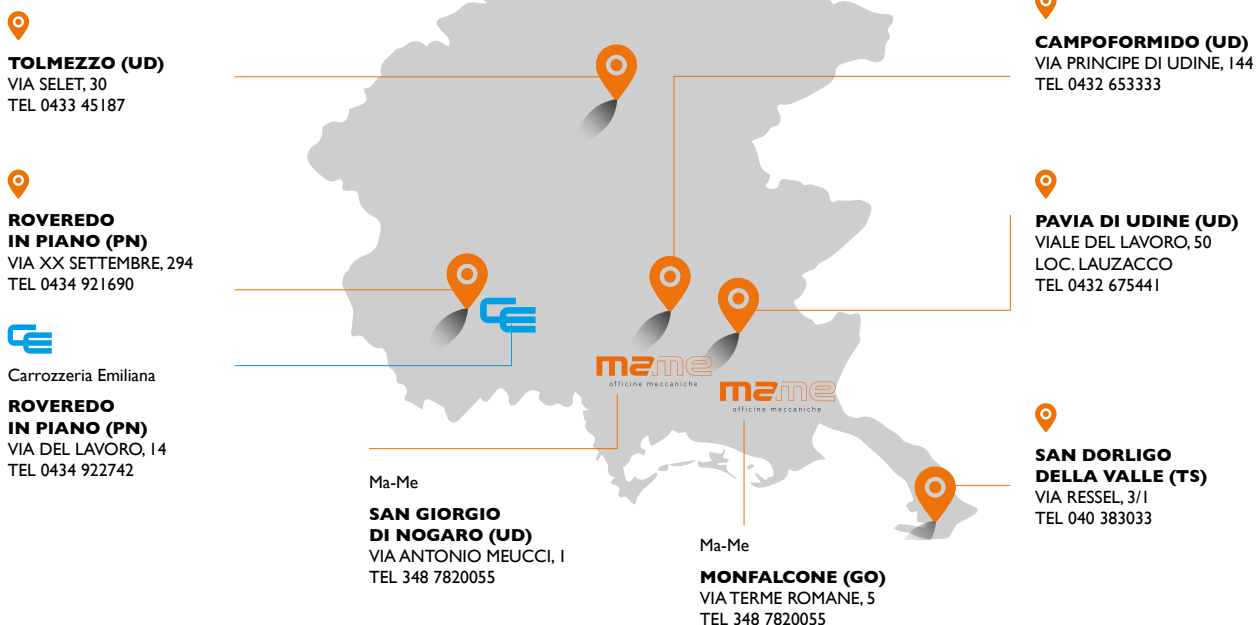 TOLMEZZO (UD)
VIA SELET, 30
TEL 0433 45187
ROVEREDO
IN PIANO (PN)
VIA XX SETTEMBRE, 294
TEL 0434 921690
CE
Carrozzeria Emiliana
ROVEREDO
IN PIANO (PN)
VIA DEL LAVORO, 14
TEL 0434 922742
CE
mame
officine meccaniche
mame
officine meccaniche
Ma-Me
SAN GIORGIO
DI NOGARO (UD)
VIA ANTONIO MEUCCI, 1
TEL 348 7820055
Ma-Me
MONFALCONE (GO)
VIA TERME ROMANE, 5
TEL 348 7820055
CAMPOFORMIDO (UD)
VIA PRINCIPE DI UDINE, 144
TEL 0432 653333
PAVIA DI UDINE (UD)
VIALE DEL LAVORO, 50
LOC. LAUZACCO
TEL 0432 675441
SAN DORLIGO
DELLA VALLE (TS)
VIA RESSEL, 3/1
TEL 040 383033